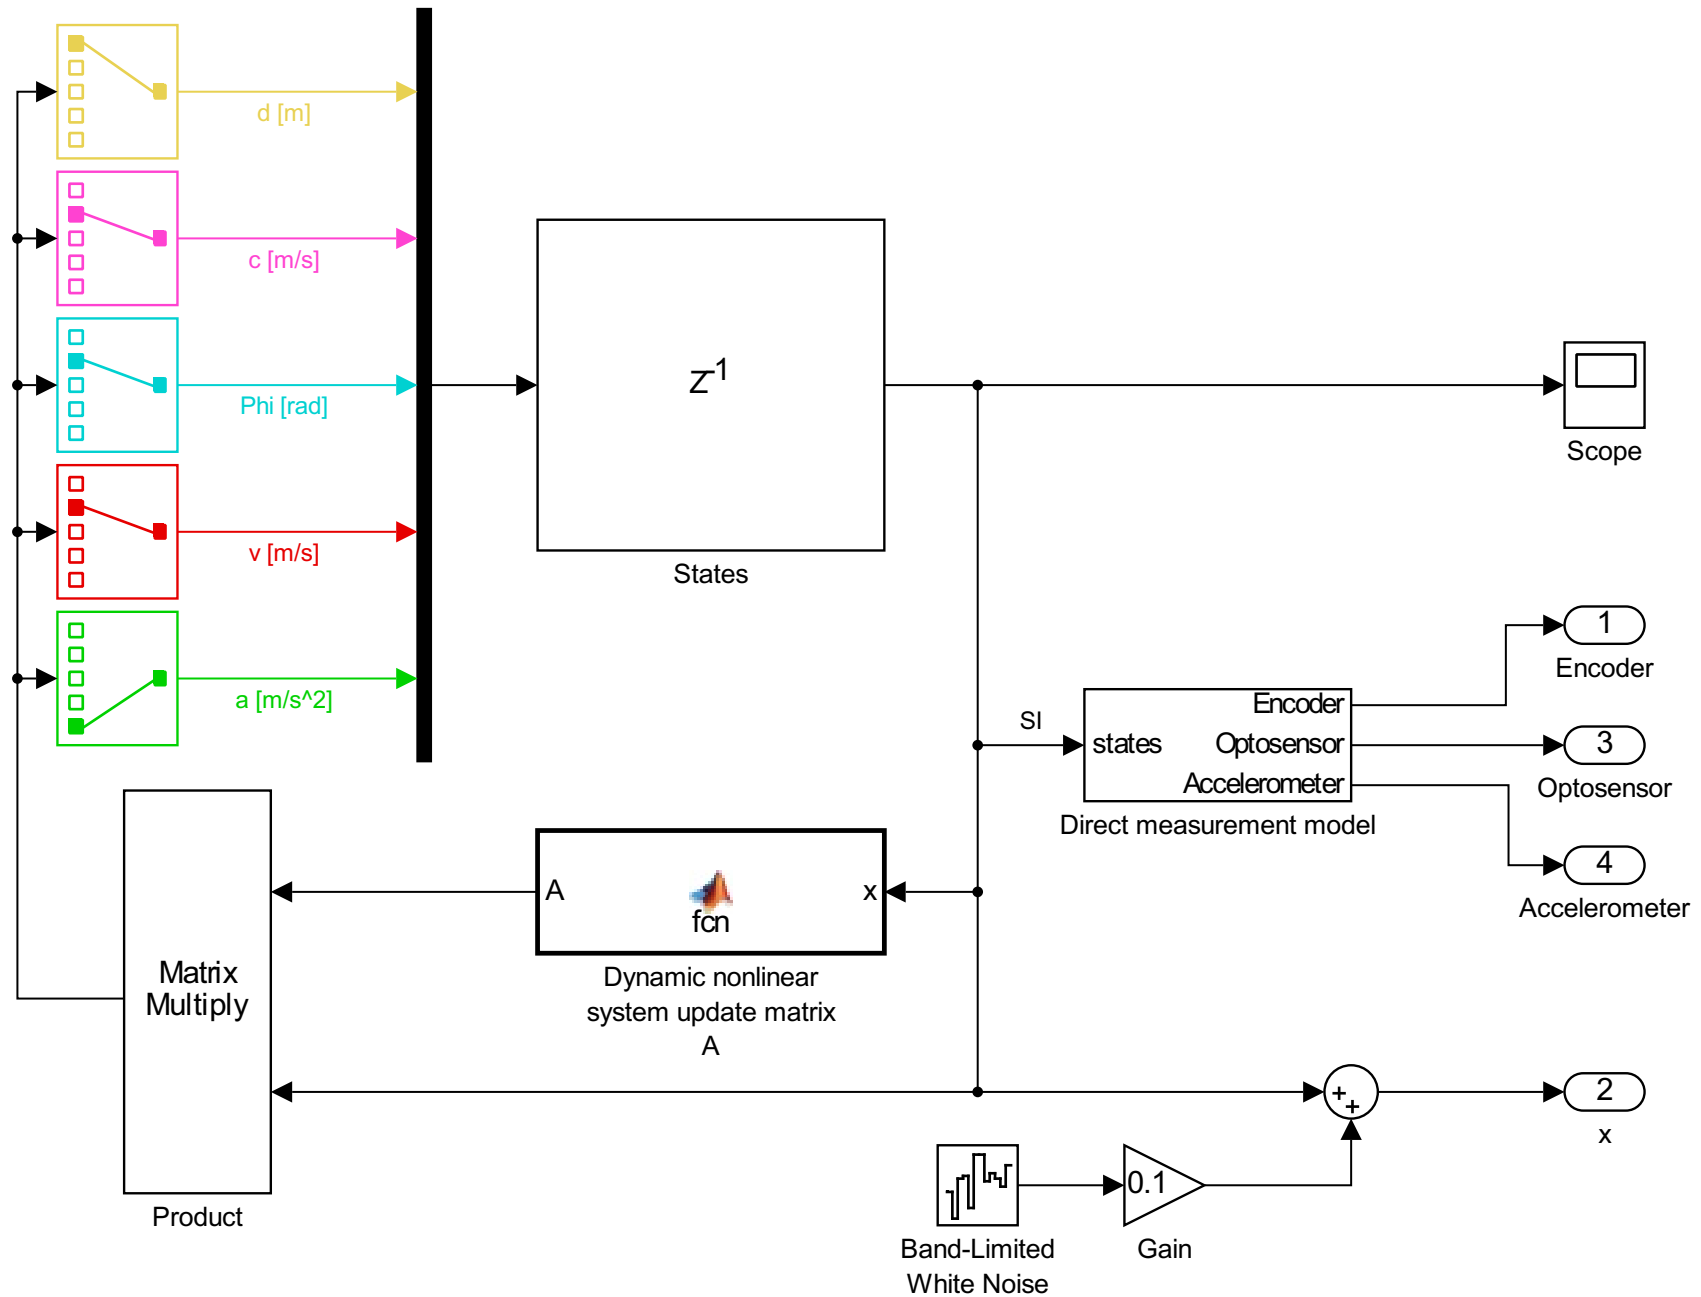 d [m]
c [m/s]
Phi [rad]
v [m/s]
a [m/s^2]
Z-1
States
Scope
1
Encoder
SI
states
Encoder
Optosensor
Accelerometer
Direct measurement model
3
Optosensor
4
Accelerometer
A
x
fcn
Dynamic nonlinear
system update matrix
A
Matrix
Multiply
Product
+
+
2
x
0.1
Band-Limited
White Noise
Gain